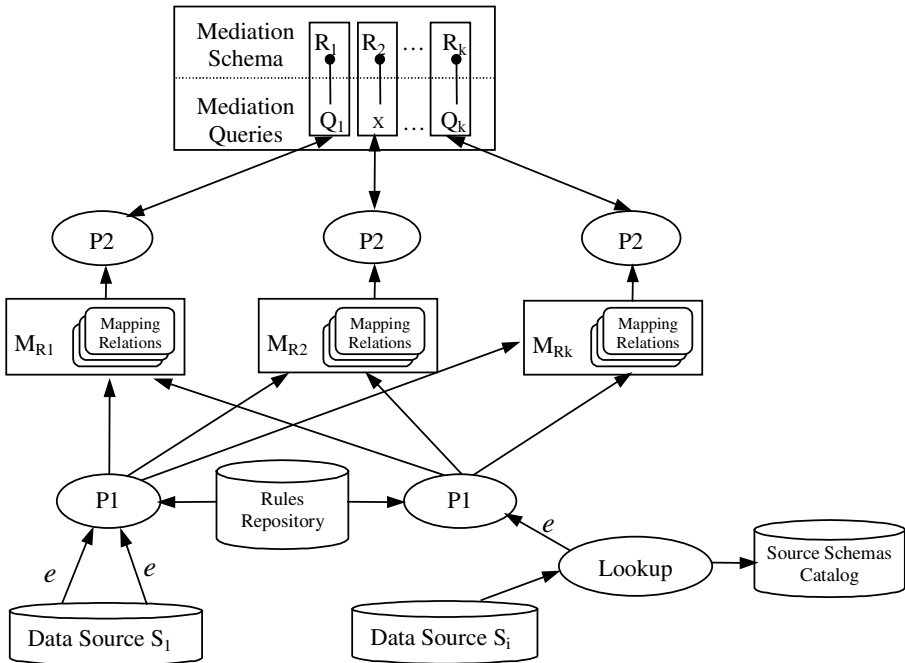 Mediation Schema
R1 R2 ... Rk
Mediation Queries
Q1 x ... Qk
P2
P2
P2
MR1
Mapping Relations
MR2
Mapping Relations
MRk
Mapping Relations
P1
Rules Repository
P1
e
e
e
Lookup
Source Schemas Catalog
Data Source S1
Data Source Si